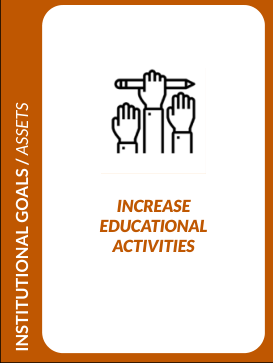 INSTITUTIONAL GOALS / ASSETS
INCREASE
EDUCATIONAL
ACTIVITIES